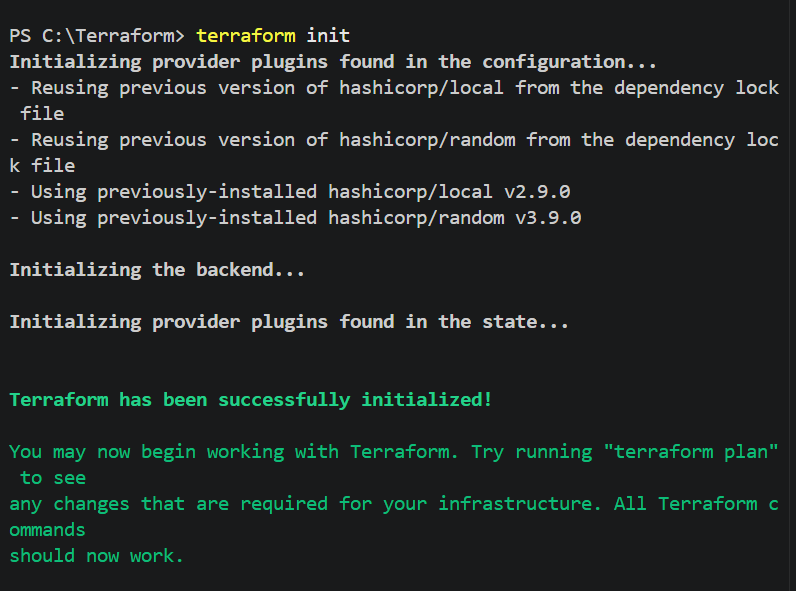 PS C:\Terraform> terraform init
Initializing provider plugins found in the configuration...
- Reusing previous version of hashicorp/local from the dependency lock
 file
- Reusing previous version of hashicorp/random from the dependency loc
k file
- Using previously-installed hashicorp/local v2.9.0
- Using previously-installed hashicorp/random v3.9.0
Initializing the backend...
Initializing provider plugins found in the state...
Terraform has been successfully initialized!
You may now begin working with Terraform. Try running "terraform plan"
 to see
any changes that are required for your infrastructure. All Terraform c
ommands
should now work.